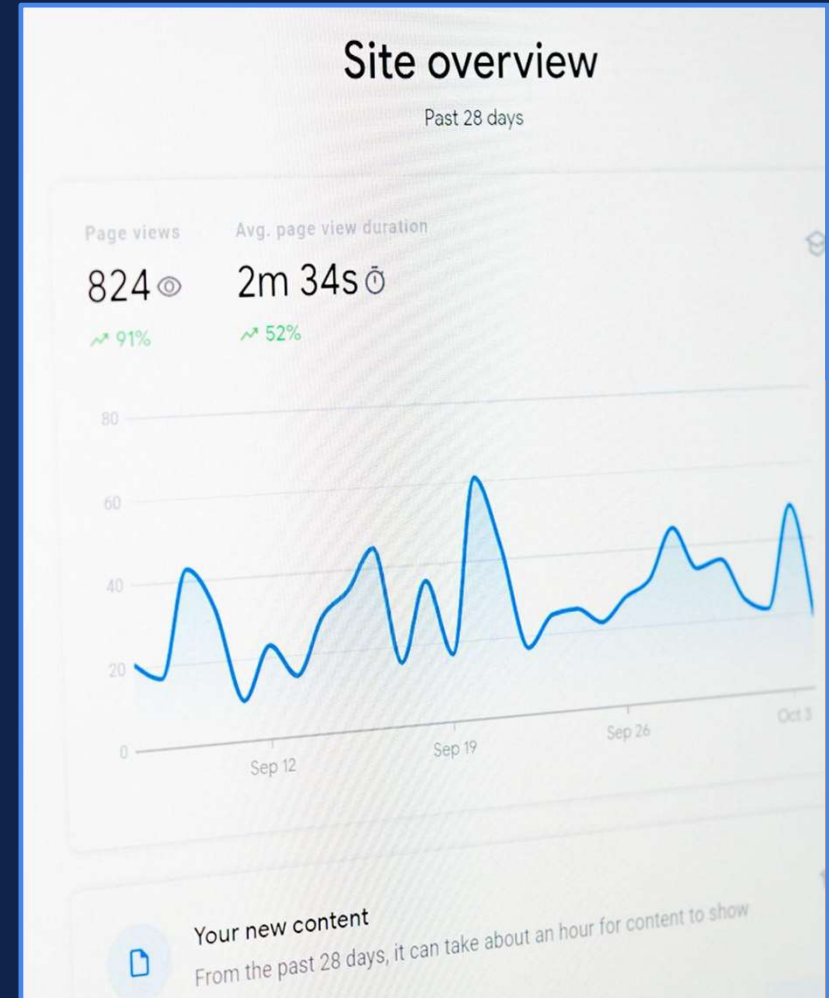 Site overview
Past 28 days
Page views
Avg. page view duration
824
2m 34s
91%
52%
80
60
40
20
0
Sep 12
Sep 19
Sep 26
Oct 3
Your new content
From the past 28 days, it can take about an hour for content to show